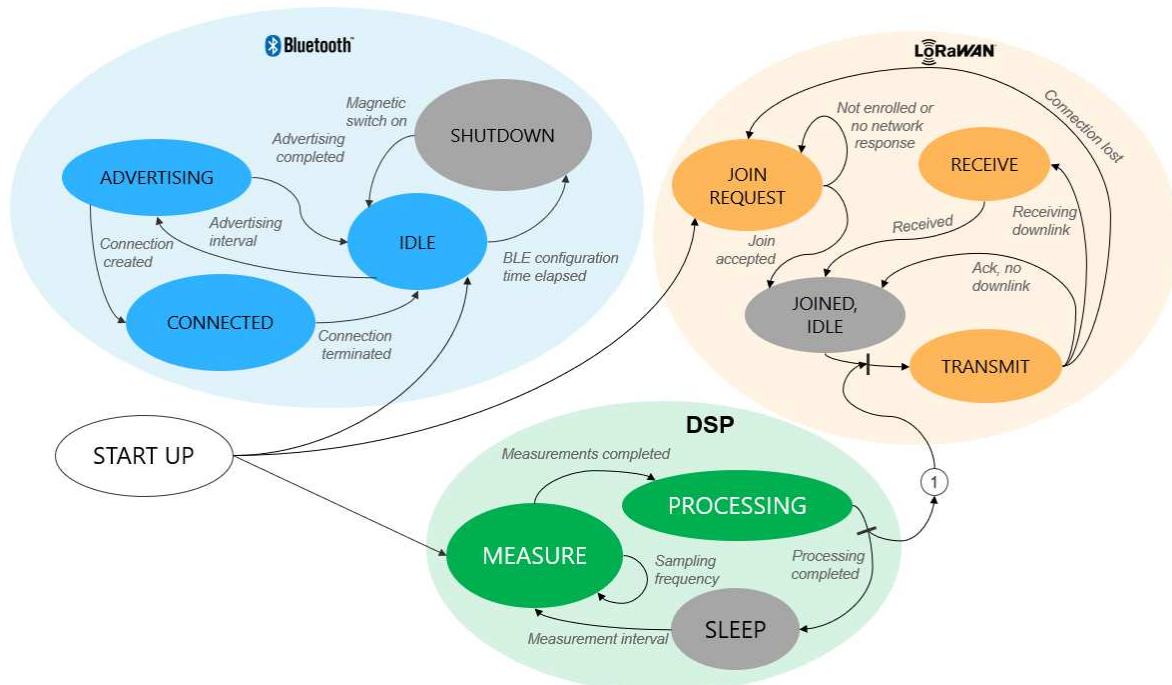 Bluetooth™
Magnetic
switch on
SHUTDOWN
Advertising
completed
ADVERTISING
Advertising
interval
IDLE
Connection
created
BLE configuration
time elapsed
CONNECTED
Connection
terminated
LoRaWAN
Not enrolled or
no network
response
Connection lost
JOIN
REQUEST
RECEIVE
Received
Receiving
downlink
Join
accepted
Ack, no
downlink
JOINED,
IDLE
TRANSMIT
START UP
DSP
Measurements completed
PROCESSING
1
MEASURE
Sampling
frequency
Processing
completed
Measurement interval
SLEEP